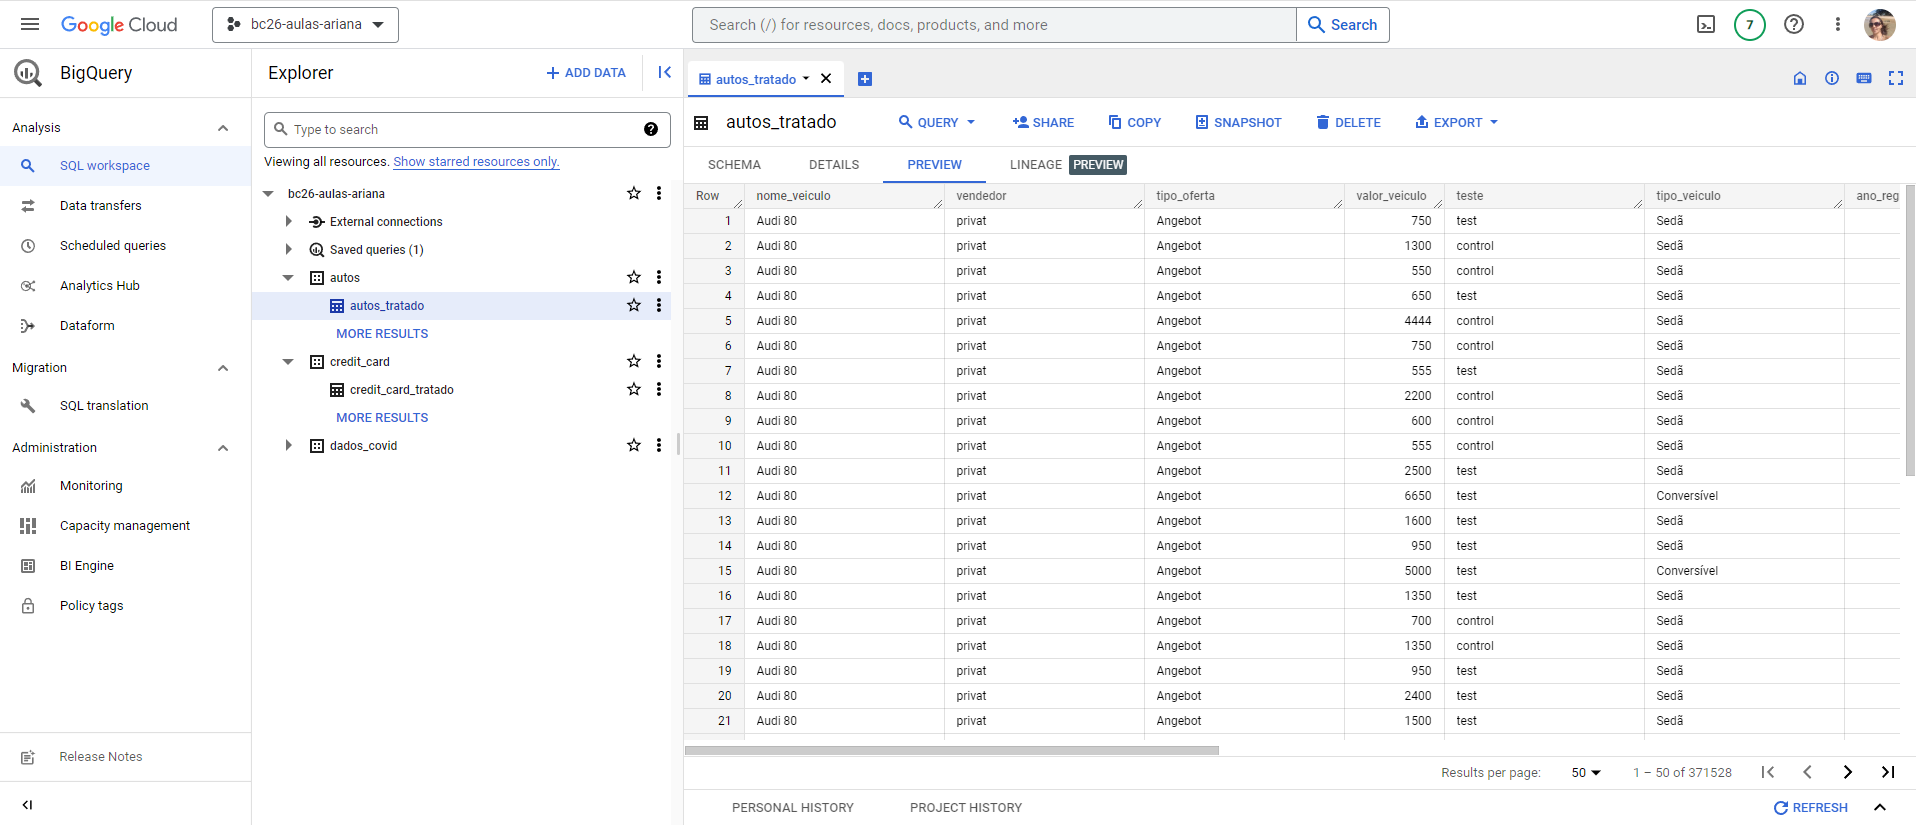 Google Cloud
bc26-aulas-ariana
Search (/) for resources, docs, products, and more
Search
7
BigQuery
Analysis
SQL workspace
Data transfers
Scheduled queries
Analytics Hub
Dataform
Migration
SQL translation
Administration
Monitoring
Capacity management
BI Engine
Policy tags
Release Notes
Explorer
ADD DATA
Type to search
Viewing all resources. Show starred resources only.
bc26-aulas-ariana
External connections
Saved queries (1)
autos
autos_tratado
MORE RESULTS
credit_card
credit_card_tratado
MORE RESULTS
dados_covid
autos_tratado
autos_tratado
QUERY
SHARE
COPY
SNAPSHOT
DELETE
EXPORT
SCHEMA DETAILS PREVIEW LINEAGE PREVIEW
Row nome_veiculo vendedor tipo_oferta valor_veiculo teste tipo_veiculo ano_reg
1 Audi 80 privat Angebot 750 test Sedã
2 Audi 80 privat Angebot 1300 control Sedã
3 Audi 80 privat Angebot 550 control Sedã
4 Audi 80 privat Angebot 650 test Sedã
5 Audi 80 privat Angebot 4444 control Sedã
6 Audi 80 privat Angebot 750 control Sedã
7 Audi 80 privat Angebot 555 test Sedã
8 Audi 80 privat Angebot 2200 control Sedã
9 Audi 80 privat Angebot 600 control Sedã
10 Audi 80 privat Angebot 555 control Sedã
11 Audi 80 privat Angebot 2500 test Sedã
12 Audi 80 privat Angebot 6650 test Conversível
13 Audi 80 privat Angebot 1600 test Sedã
14 Audi 80 privat Angebot 950 test Sedã
15 Audi 80 privat Angebot 5000 test Conversível
16 Audi 80 privat Angebot 1350 test Sedã
17 Audi 80 privat Angebot 700 control Sedã
18 Audi 80 privat Angebot 1350 control Sedã
19 Audi 80 privat Angebot 950 test Sedã
20 Audi 80 privat Angebot 2400 test Sedã
21 Audi 80 privat Angebot 1500 test Sedã
Results per page: 50 1 – 50 of 371528
PERSONAL HISTORY PROJECT HISTORY REFRESH